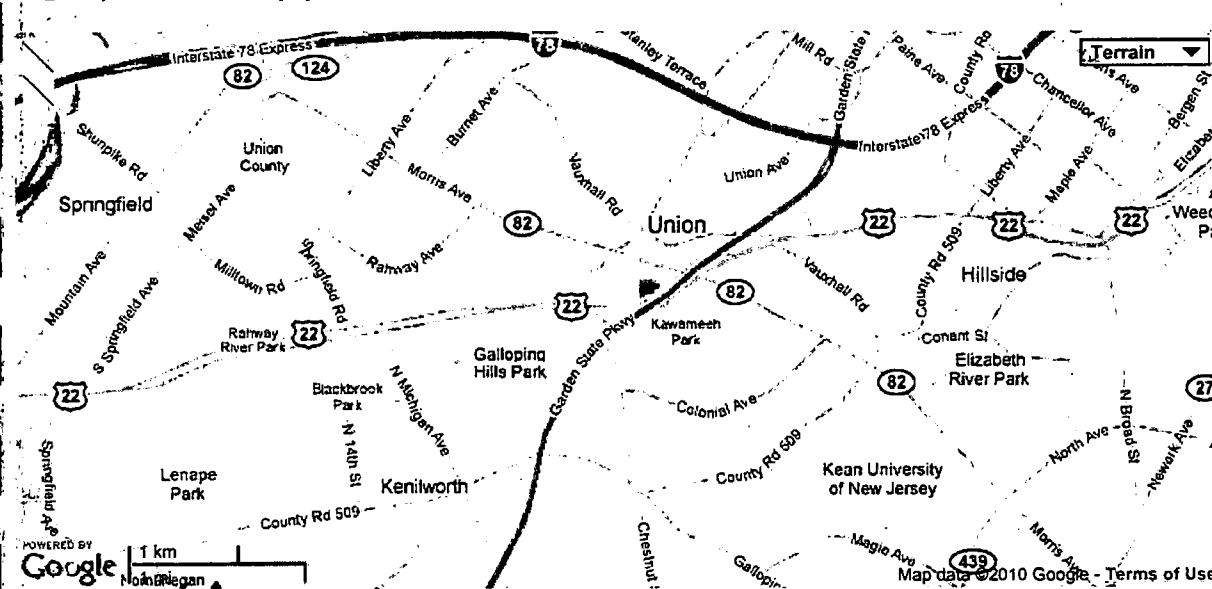 Interstate 78 Express
82
124
78
Stanley Terrace
Mill Rd
Garden State
Paine Ave
County Rd
78
Terrain
Chancellor Ave
Bergen St
Shunpike Rd
Union
County
Liberty Ave
Burnet Ave
Morris Ave
Vauxhall Rd
Union Ave
Interstate 78 Express
Liberty Ave
Maple Ave
Springfield
Meisel Ave
82
Union
22
22
22
Mountain Ave
S Springfield Ave
Milltown Rd
Springfield Rd
Rahway Ave
Vauxhall Rd
County Rd 509
Hillside
82
22
Rahway
River Park
22
Kawameeh
Park
Conant St
Galloping
Hills Park
Garden State Pkwy
Elizabeth
River Park
22
Blackbrook
Park
N Michigan Ave
Colonial Ave
82
27
N 14th St
N Broad St
Springfield Ave
Lenape
Park
Kenilworth
County Rd 509
Kean University
of New Jersey
North Ave
Newark Ave
County Rd 509
Chestnut
Magie Ave
Morris Ave
439
POWERED BY
Google
1 km
1 mi
Map data ©2010 Google - Terms of Use